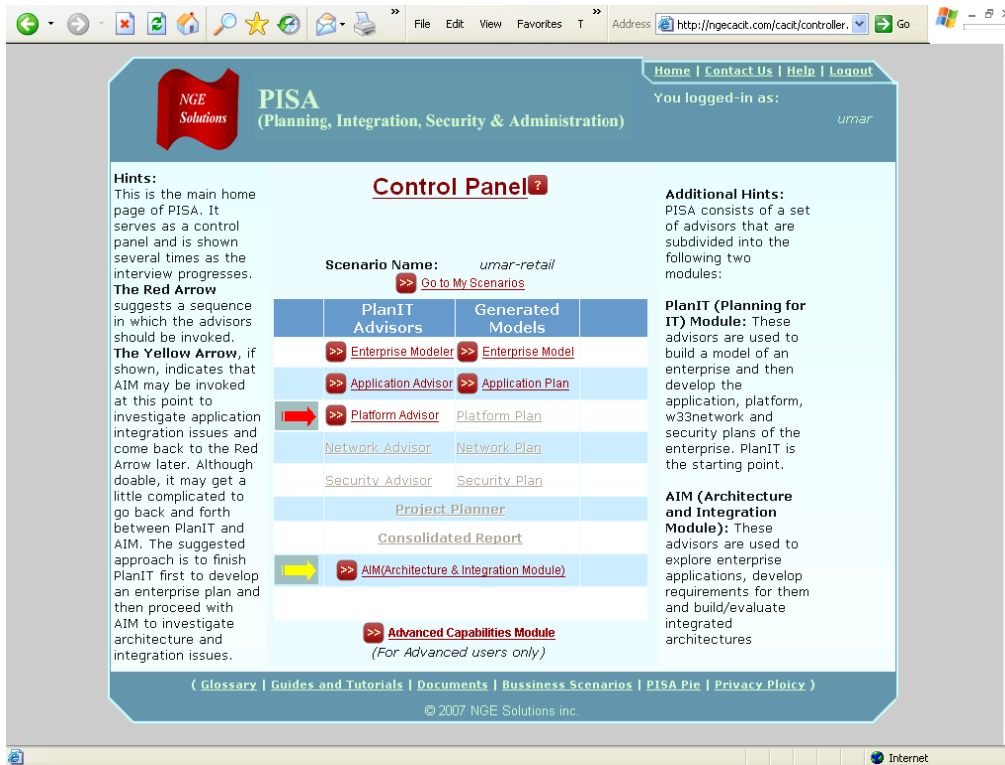 File Edit View Favorites T
Address http://ngecacit.com/cacit/controller. Go
Home | Contact Us | Help | Logout
NGE
Solutions
PISA
(Planning, Integration, Security & Administration)
You logged-in as:
umar
Hints:
This is the main home
page of PISA. It
serves as a control
panel and is shown
several times as the
interview progresses.
The Red Arrow
suggests a sequence
in which the advisors
should be invoked.
The Yellow Arrow, if
shown, indicates that
AIM may be invoked
at this point to
investigate application
integration issues and
come back to the Red
Arrow later. Although
doable, it may get a
little complicated to
go back and forth
between PlanIT and
AIM. The suggested
approach is to finish
PlanIT first to develop
an enterprise plan and
then proceed with
AIM to investigate
architecture and
integration issues.
Control Panel ?
Scenario Name: umar-retail
>> Go to My Scenarios
PlanIT
Advisors
Generated
Models
>> Enterprise Modeler >> Enterprise Model
>> Application Advisor >> Application Plan
>> Platform Advisor Platform Plan
Network Advisor Network Plan
Security Advisor Security Plan
Project Planner
Consolidated Report
>> AIM(Architecture & Integration Module)
>> Advanced Capabilities Module
(For Advanced users only)
Additional Hints:
PISA consists of a set
of advisors that are
subdivided into the
following two
modules:
PlanIT (Planning for
IT) Module: These
advisors are used to
build a model of an
enterprise and then
develop the
application, platform,
w33network and
security plans of the
enterprise. PlanIT is
the starting point.
AIM (Architecture
and Integration
Module): These
advisors are used to
explore enterprise
applications, develop
requirements for them
and build/evaluate
integrated
architectures
( Glossary | Guides and Tutorials | Documents | Bussiness Scenarios | PISA Pie | Privacy Ploicy )
© 2007 NGE Solutions inc.
Internet